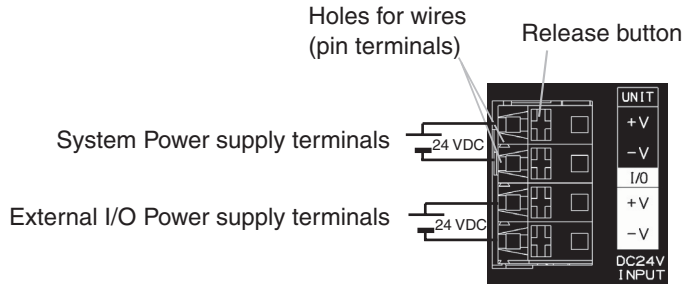 Holes for wires
(pin terminals)
Release button
UNIT
+V
System Power supply terminals
24 VDC
-V
I/O
+V
External I/O Power supply terminals
24 VDC
-V
DC24V
INPUT